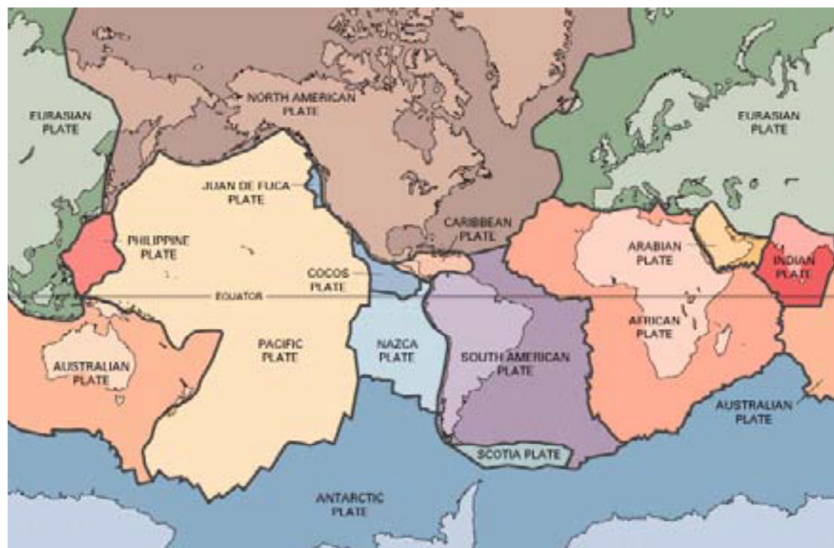 NORTH AMERICAN
PLATE
EURASIAN
PLATE
EURASIAN
PLATE
JUAN DE FUCA
PLATE
CARIBBEAN
PLATE
PHILIPPINE
PLATE
ARABIAN
PLATE
INDIAN
PLATE
COCOS
PLATE
EQUATOR
AFRICAN
PLATE
PACIFIC
PLATE
NAZCA
PLATE
SOUTH AMERICAN
PLATE
AUSTRALIAN
PLATE
AUSTRALIAN
PLATE
SCOTIA PLATE
ANTARCTIC
PLATE